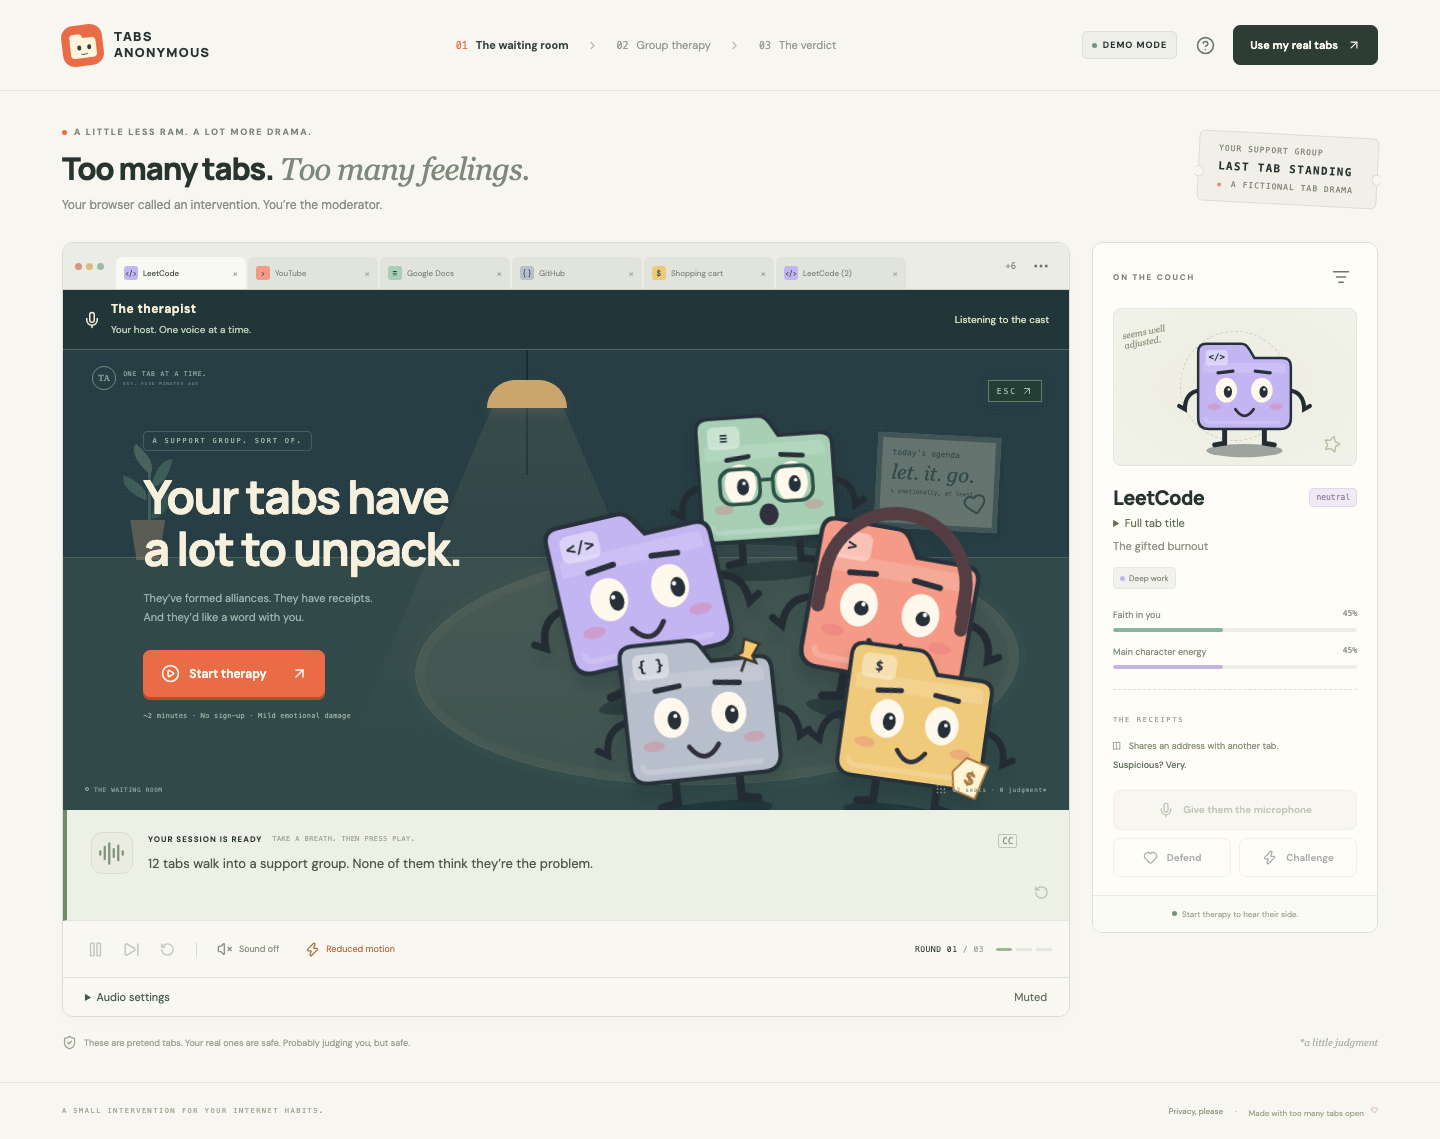 TABS
ANONYMOUS
01 The waiting room
02 Group therapy
03 The verdict
DEMO MODE
Use my real tabs
A LITTLE LESS RAM. A LOT MORE DRAMA.
Too many tabs. Too many feelings.
Your browser called an intervention. You're the moderator.
YOUR SUPPORT GROUP
LAST TAB STANDING
A FICTIONAL TAB DRAMA
</> LeetCode ×
> YouTube ×
≡ Google Docs ×
{ } GitHub ×
$ Shopping cart ×
</> LeetCode (2) ×
+6
The therapist
Your host. One voice at a time.
Listening to the cast
TA
ONE TAB AT A TIME.
EST. FIVE MINUTES AGO
ESC
A SUPPORT GROUP. SORT OF.
Your tabs have
a lot to unpack.
They've formed alliances. They have receipts.
And they'd like a word with you.
Start therapy
~2 minutes · No sign-up · Mild emotional damage
today's agenda
let. it. go.
↳ emotionally, at least
≡
</>
>
{ }
$
$
THE WAITING ROOM
seats · 0 judgment*
YOUR SESSION IS READY
TAKE A BREATH. THEN PRESS PLAY.
12 tabs walk into a support group. None of them think they're the problem.
CC
Sound off
Reduced motion
ROUND 01 / 03
Audio settings
Muted
ON THE COUCH
seems well
adjusted.
</>
LeetCode
neutral
Full tab title
The gifted burnout
Deep work
Faith in you 45%
Main character energy 45%
THE RECEIPTS
Shares an address with another tab.
Suspicious? Very.
Give them the microphone
Defend
Challenge
Start therapy to hear their side.
These are pretend tabs. Your real ones are safe. Probably judging you, but safe.
*a little judgment
A SMALL INTERVENTION FOR YOUR INTERNET HABITS.
Privacy, please · Made with too many tabs open